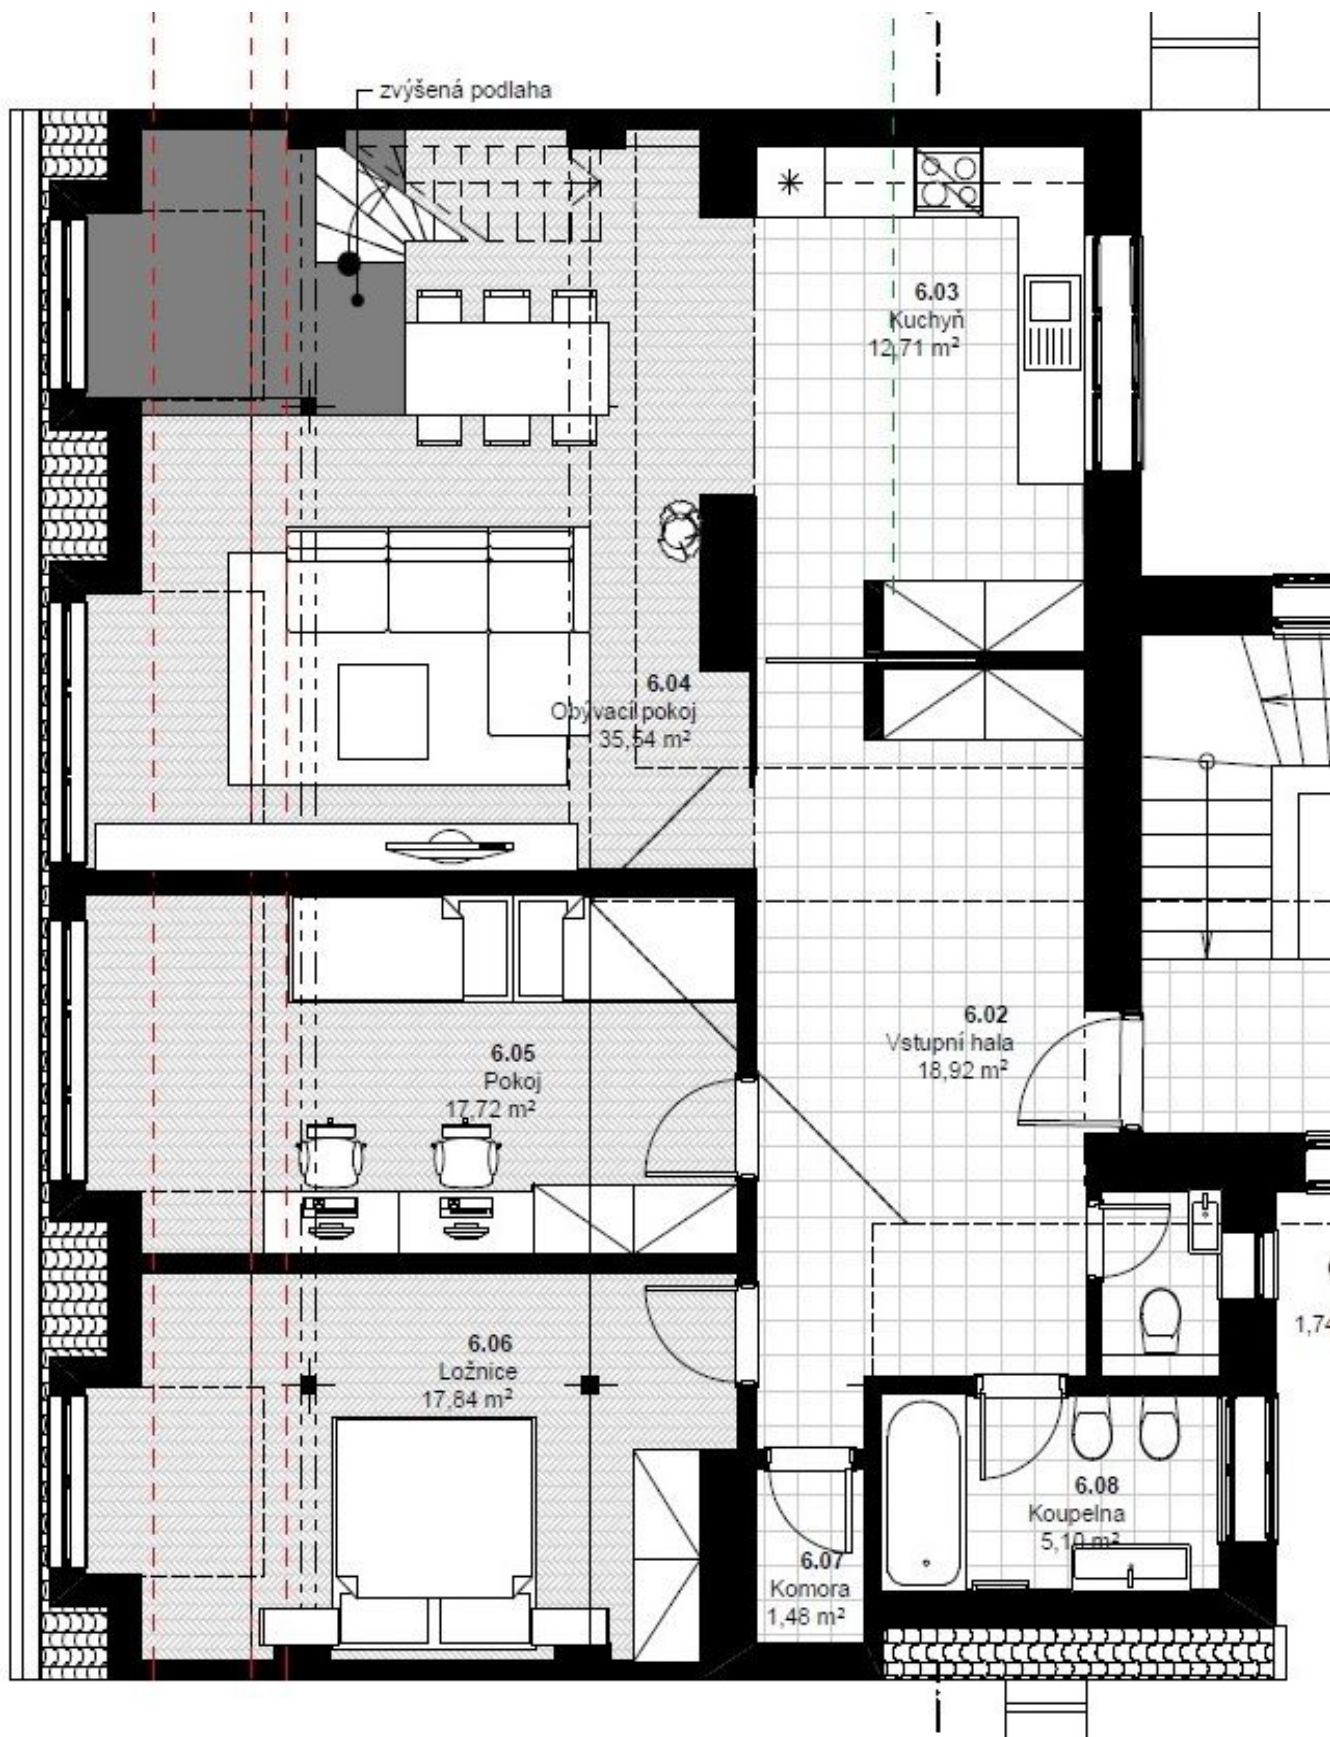 zvýšená podlaha
6.03
Kuchyň
12,71 m²
6.04
Obývací pokoj
35,54 m²
6.02
Vstupní hala
18,92 m²
6.05
Pokoj
17,72 m²
1,74
6.06
Ložnice
17,84 m²
6.08
Koupelna
5,10 m²
6.07
Komora
1,48 m²